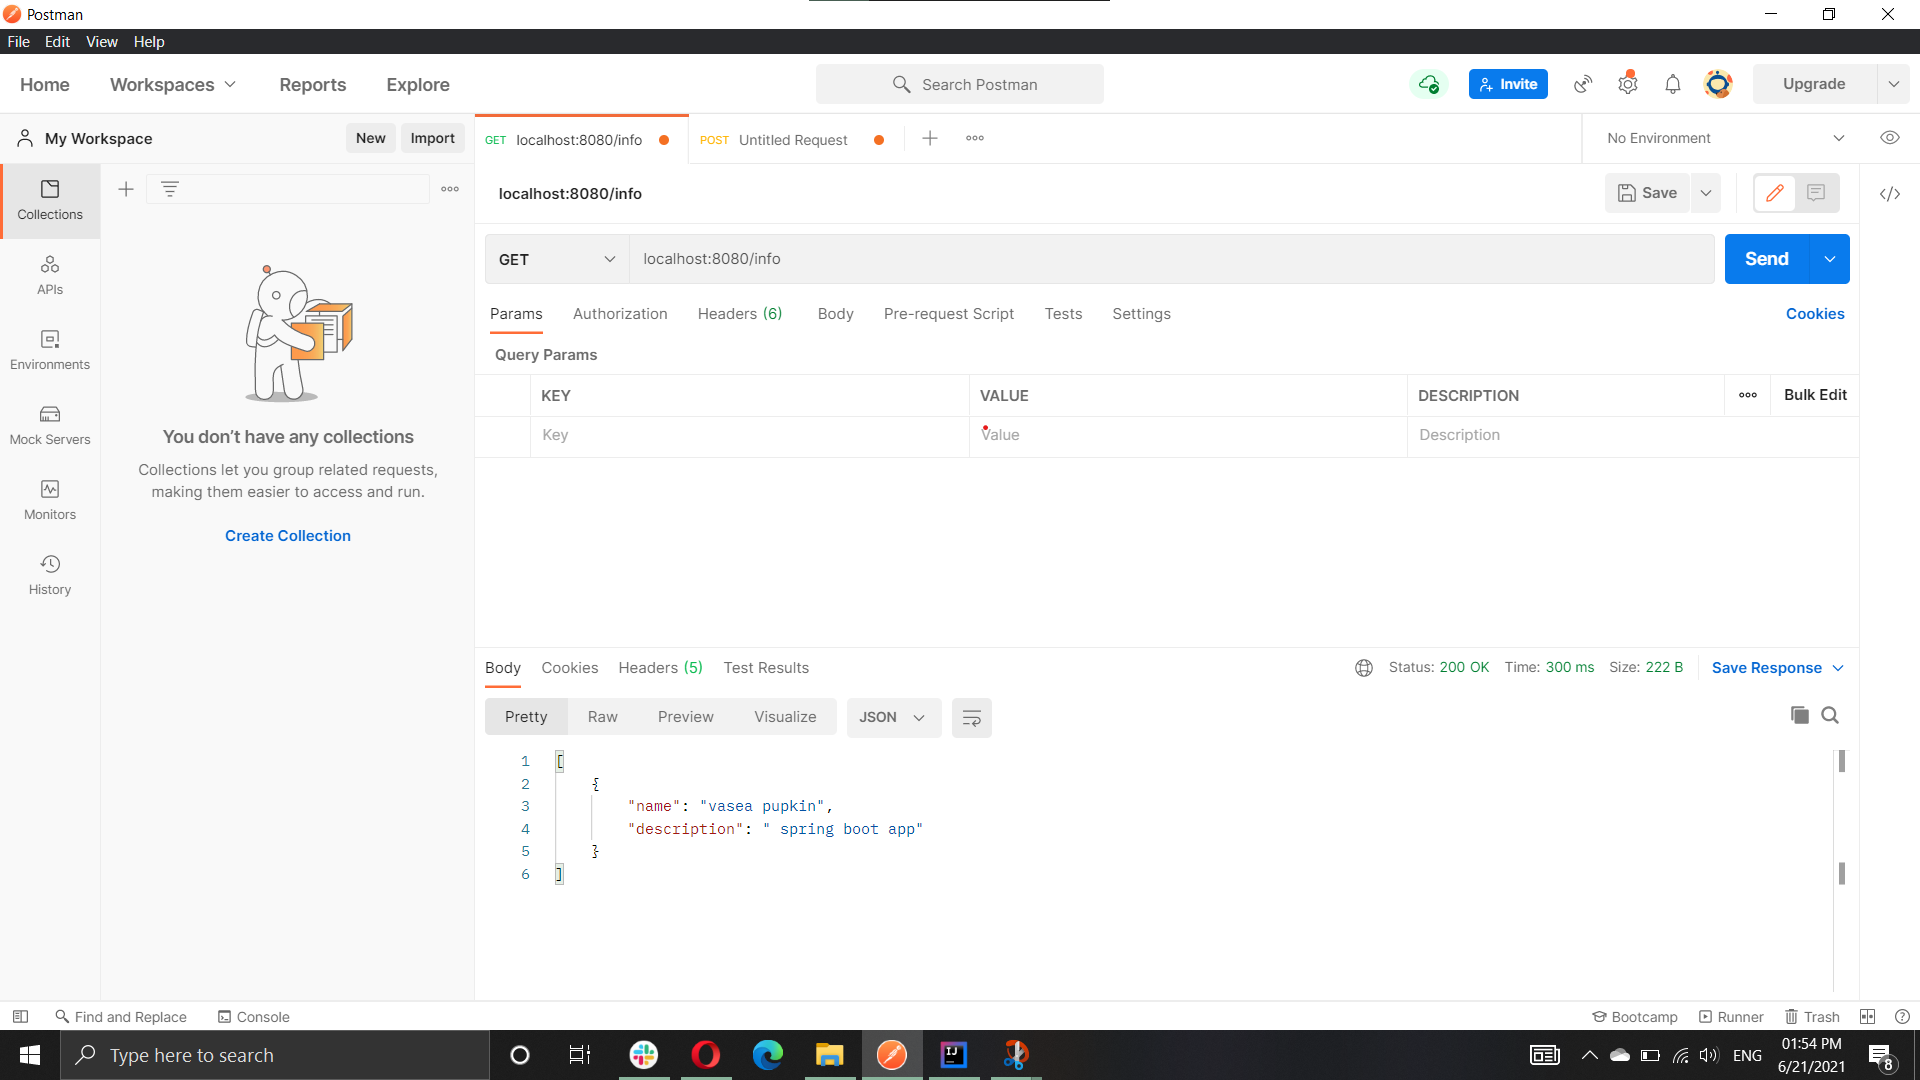 Postman
File Edit View Help
Home Workspaces Reports Explore Search Postman Invite Upgrade
My Workspace New Import GET localhost:8080/info POST Untitled Request No Environment
localhost:8080/info Save
Collections
APIs
Environments
Mock Servers
Monitors
History
You don’t have any collections
Collections let you group related requests,
making them easier to access and run.
Create Collection
GET localhost:8080/info Send
Params Authorization Headers (6) Body Pre-request Script Tests Settings Cookies
Query Params
KEY VALUE DESCRIPTION Bulk Edit
Key Value Description
Body Cookies Headers (5) Test Results Status: 200 OK Time: 300 ms Size: 222 B Save Response
Pretty Raw Preview Visualize JSON
1 [
2 {
3 "name": "vasea pupkin",
4 "description": " spring boot app"
5 }
6 ]
Find and Replace Console Bootcamp Runner Trash
Type here to search IJ ENG 01:54 PM
6/21/2021 8